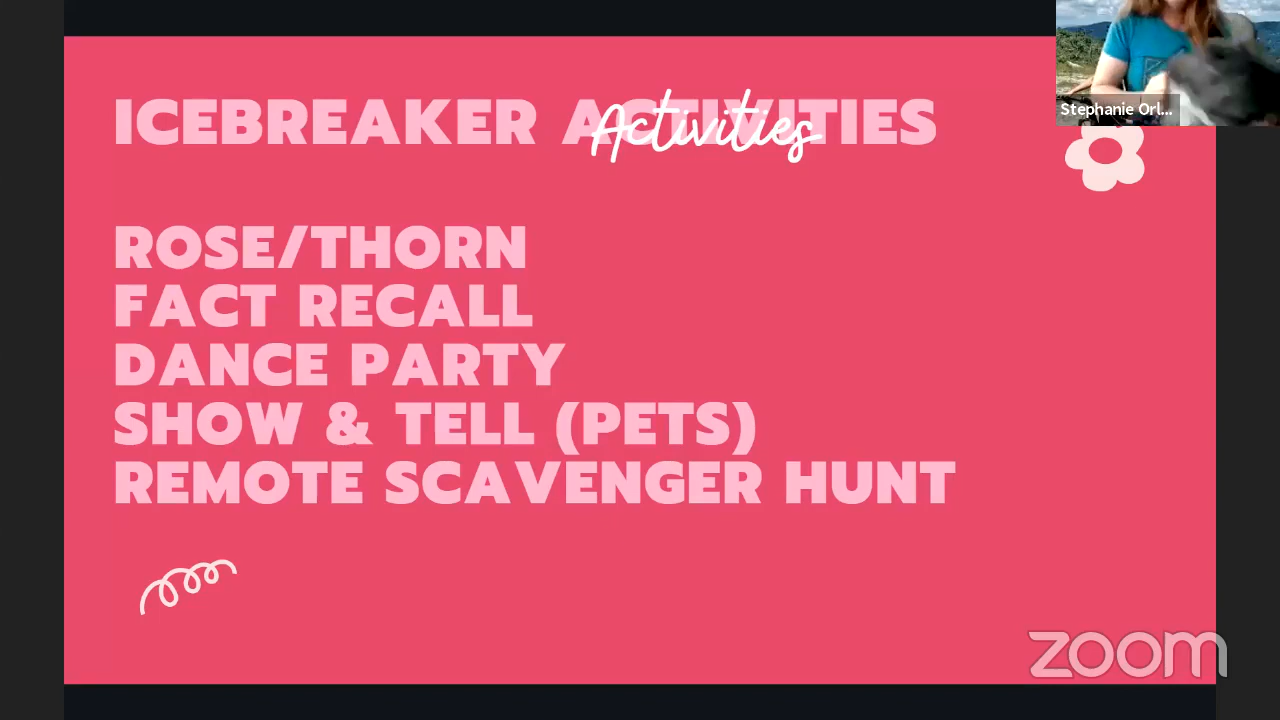 Stephanie Orl...
ICEBREAKER ACTIVITIES
Activities
ROSE/THORN
FACT RECALL
DANCE PARTY
SHOW & TELL (PETS)
REMOTE SCAVENGER HUNT
zoom